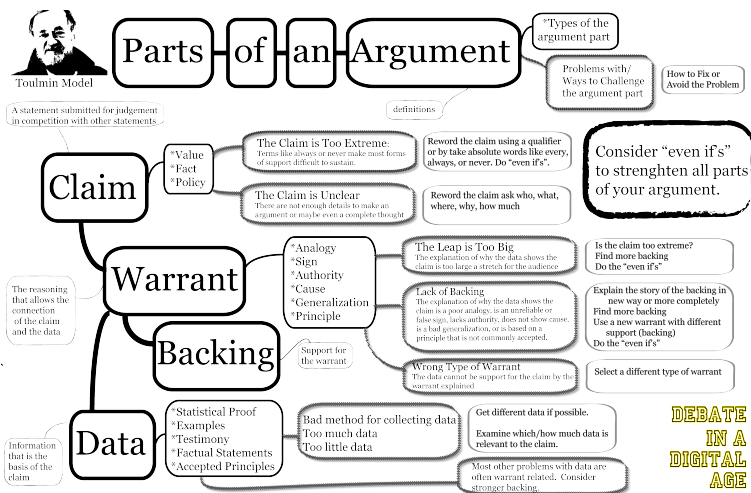 Parts of an Argument
Toulmin Model
*Types of the
argument part
Problems with/
Ways to Challenge
the argument part
How to Fix or
Avoid the Problem
definitions
A statement submitted for judgement
in competition with other statements
Claim
*Value
*Fact
*Policy
The Claim is Too Extreme:
Terms like always or never make most forms
of support difficult to sustain.
Reword the claim using a qualifier
or by take absolute words like every,
always, or never. Do “even if’s”.
The Claim is Unclear
There are not enough details to make an
argument or maybe even a complete thought
Reword the claim ask who, what,
where, why, how much
Consider “even if’s”
to strenghten all parts
of your argument.
Warrant
The reasoning
that allows the
connection
of the claim
and the data
*Analogy
*Sign
*Authority
*Cause
*Generalization
*Principle
The Leap is Too Big
The explanation of why the data shows the
claim is too large a stretch for the audience
Is the claim too extreme?
Find more backing
Do the “even if’s”
Lack of Backing
The explanation of why the data shows the
claim is a poor analogy, is an unreliable or
false sign, lacks authority, does not show cause,
is a bad generalization, or is based on a
principle that is not commonly accepted.
Explain the story of the backing in
new way or more completely
Find more backing
Use a new warrant with different
support (backing)
Do the “even if’s”
Wrong Type of Warrant
The data cannot be support for the claim by the
warrant explained
Select a different type of warrant
Backing
Support for
the warrant
Data
Information
that is the
basis of the
claim
*Statistical Proof
*Examples
*Testimony
*Factual Statements
*Accepted Principles
Bad method for collecting data
Too much data
Too little data
Get different data if possible.
Examine which/how much data is
relevant to the claim.
Most other problems with data are
often warrant related. Consider
stronger backing.
DEBATE
IN A
DIGITAL
AGE